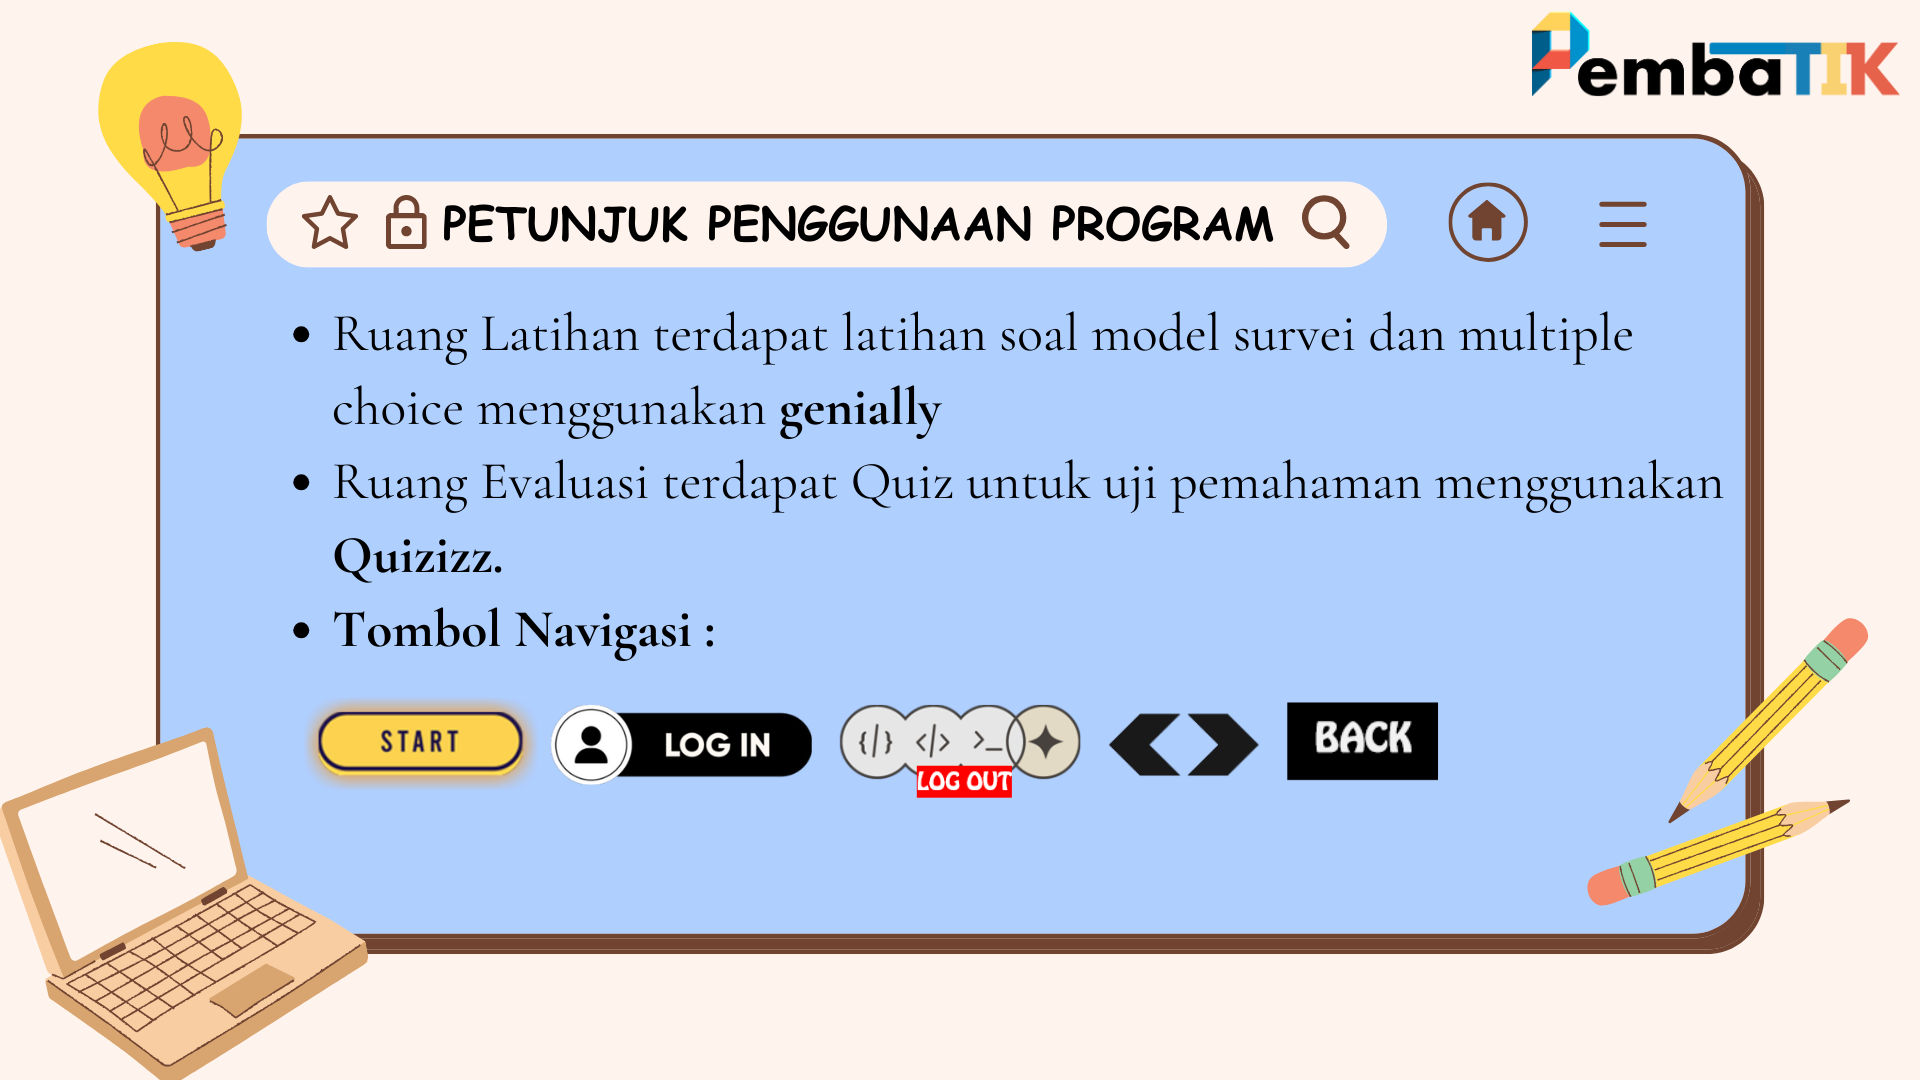 PembaTIK
PETUNJUK PENGGUNAAN PROGRAM
• Ruang Latihan terdapat latihan soal model survei dan multiple
choice menggunakan genially
• Ruang Evaluasi terdapat Quiz untuk uji pemahaman menggunakan
Quizizz.
• Tombol Navigasi :
START
LOG IN
{/} </> >_
LOG OUT
BACK